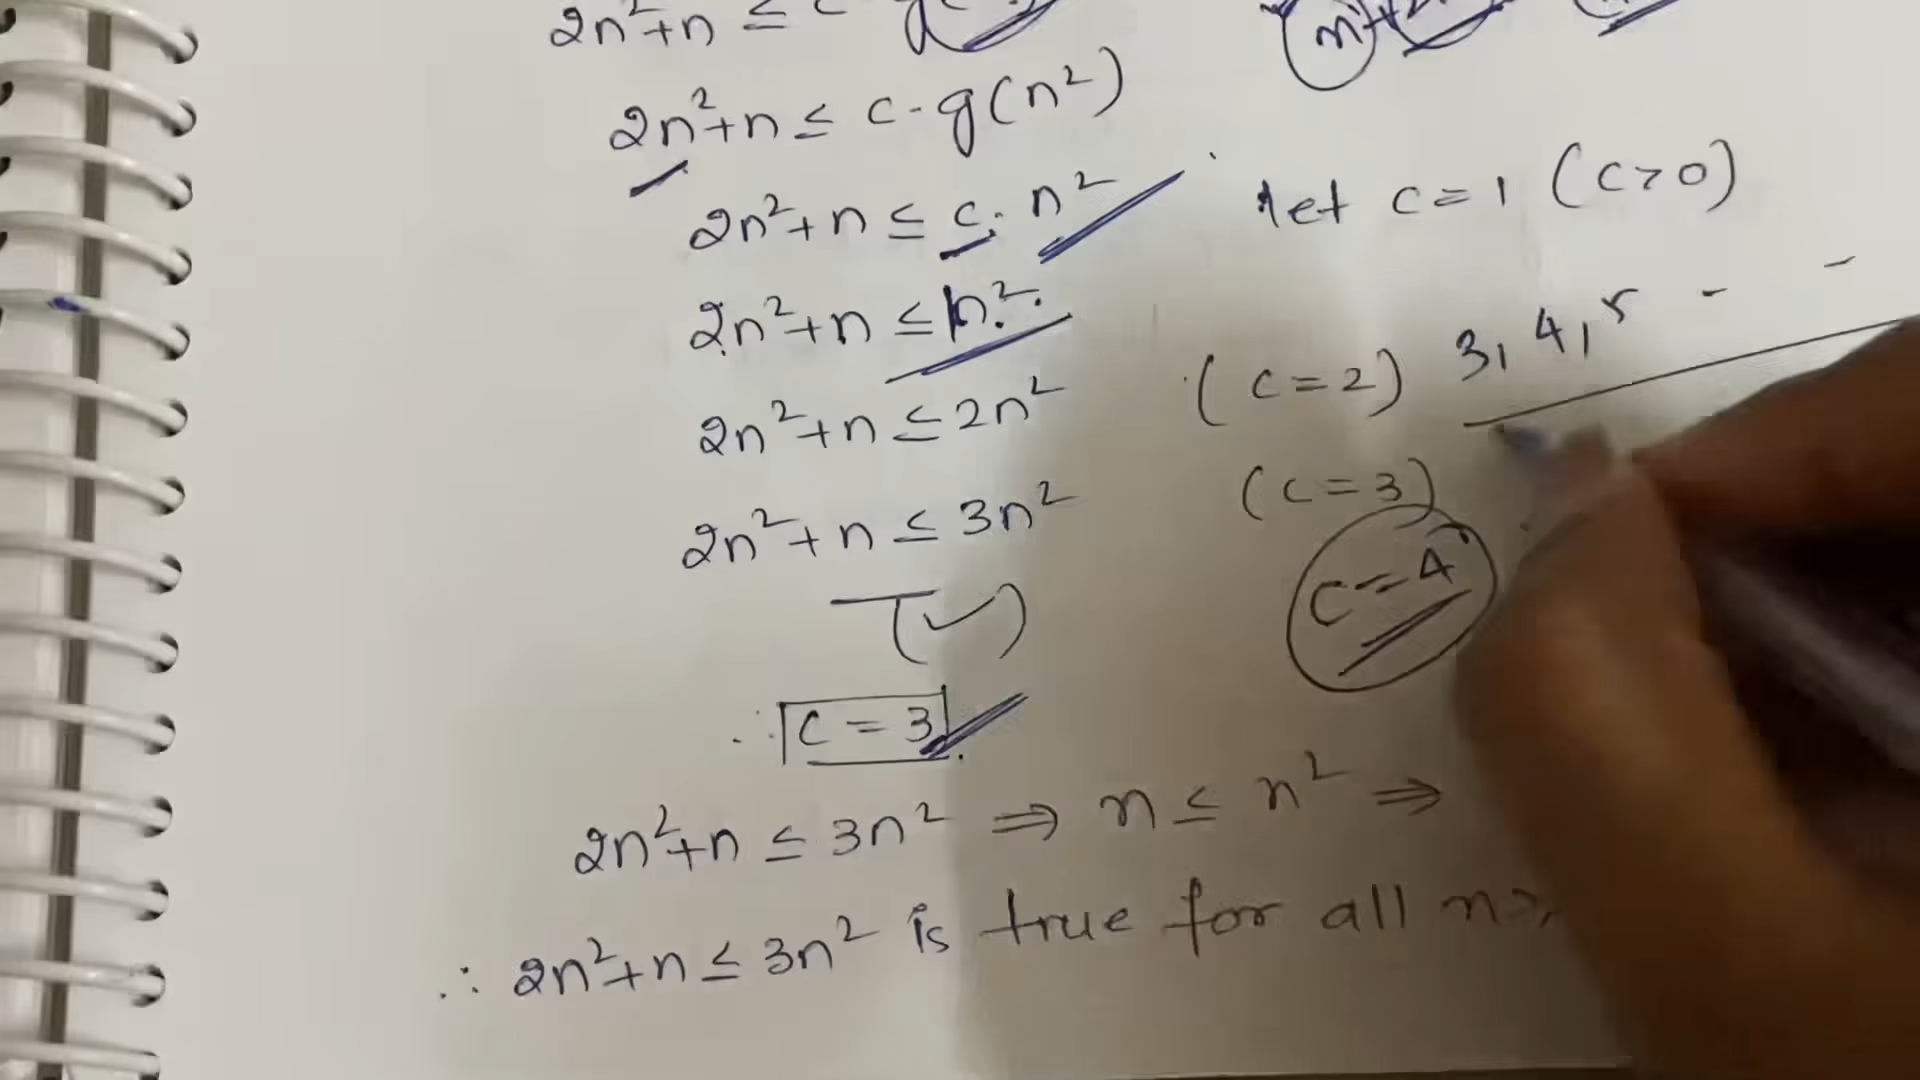 2n²+n ≤ c
2n²+n ≤ c·g(n²)
2n²+n ≤ c. n² let c=1 (c>0)
2n²+n ≤ n².
2n²+n ≤ 2n² (c=2) 3, 4, 5 - -
2n²+n ≤ 3n² (c=3)
T(✓) c=4
∴ c = 3
2n²+n ≤ 3n² ⇒ n ≤ n² ⇒
∴ 2n²+n ≤ 3n² is true for all n